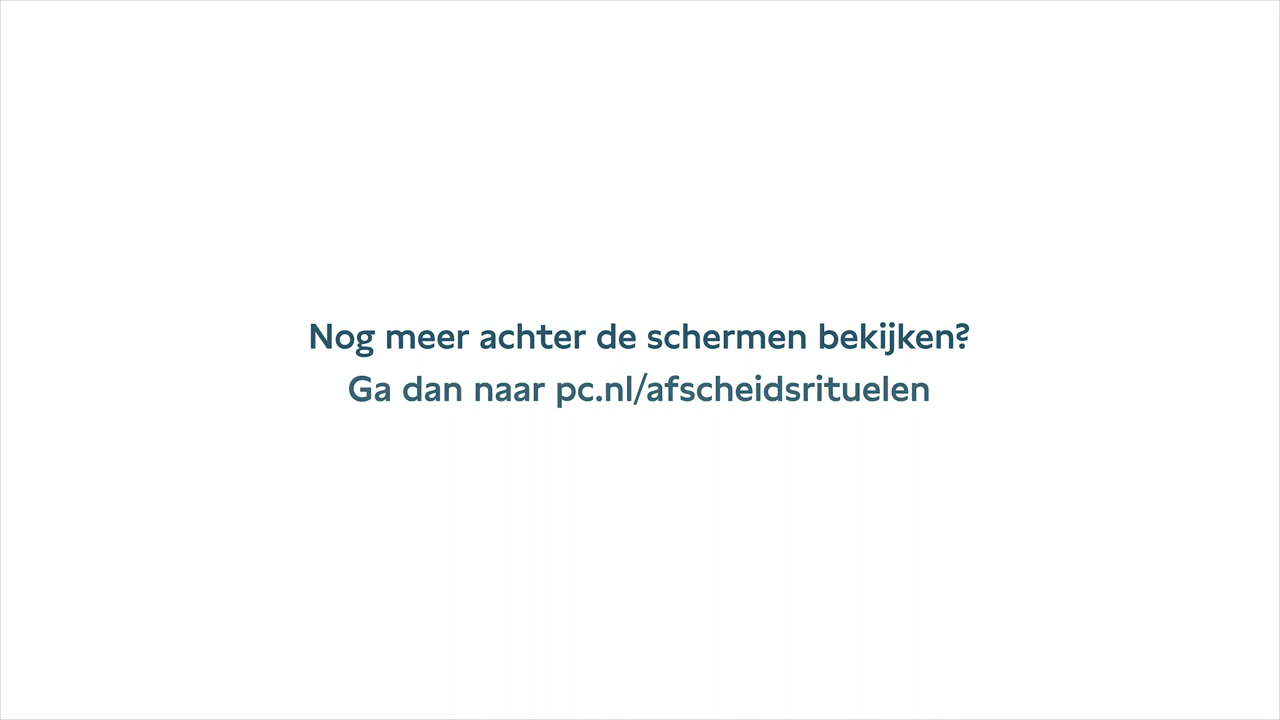 Nog meer achter de schermen bekijken?
Ga dan naar pc.nl/afscheidsrituelen